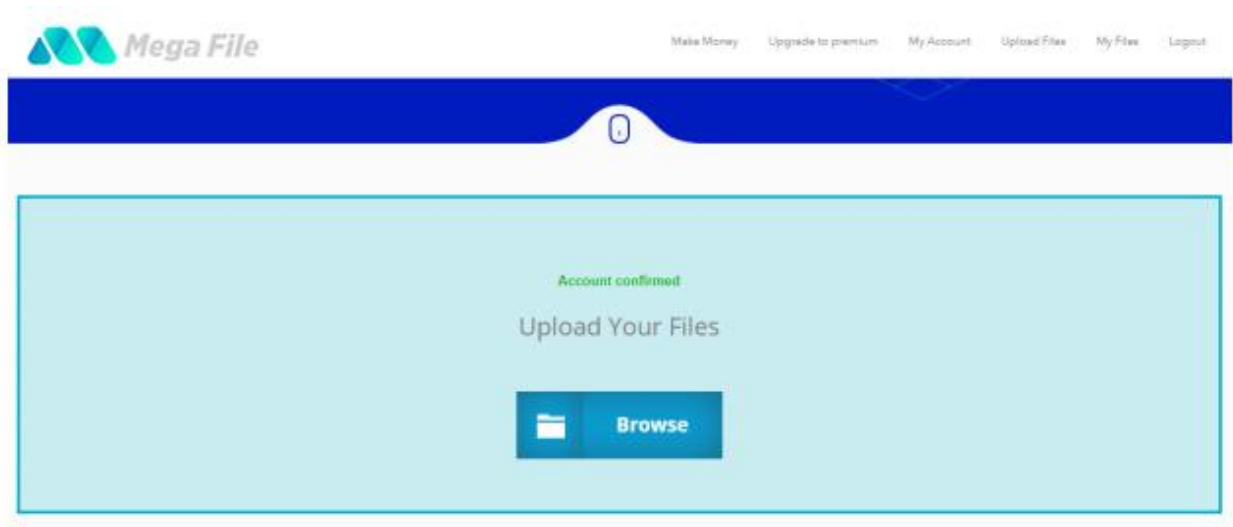 Mega File
Make Money Upgrade to premium My Account Upload Files My Files Logout
Account confirmed
Upload Your Files
Browse